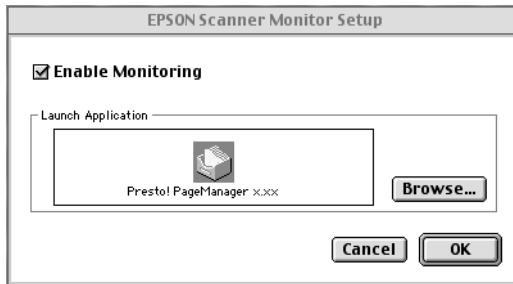 EPSON Scanner Monitor Setup
Enable Monitoring
Launch Application
Presto! PageManager x.xx
Browse...
Cancel OK